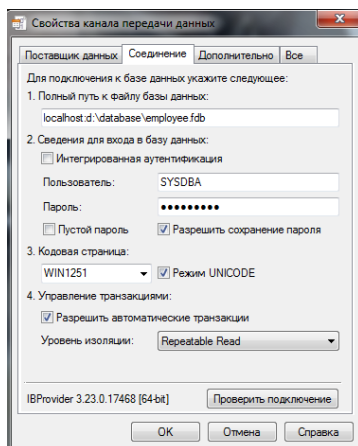 Свойства канала передачи данных
Поставщик данных Соединение Дополнительно Все
Для подключения к базе данных укажите следующее:
1. Полный путь к файлу базы данных:
localhost:d:\database\employee.fdb
2. Сведения для входа в базу данных:
Интегрированная аутентификация
Пользователь: SYSDBA
Пароль: •••••••••
Пустой пароль Разрешить сохранение пароля
3. Кодовая страница:
WIN1251 Режим UNICODE
4. Управление транзакциями:
Разрешить автоматические транзакции
Уровень изоляции: Repeatable Read
IBProvider 3.23.0.17468 [64-bit] Проверить подключение
OK Отмена Справка